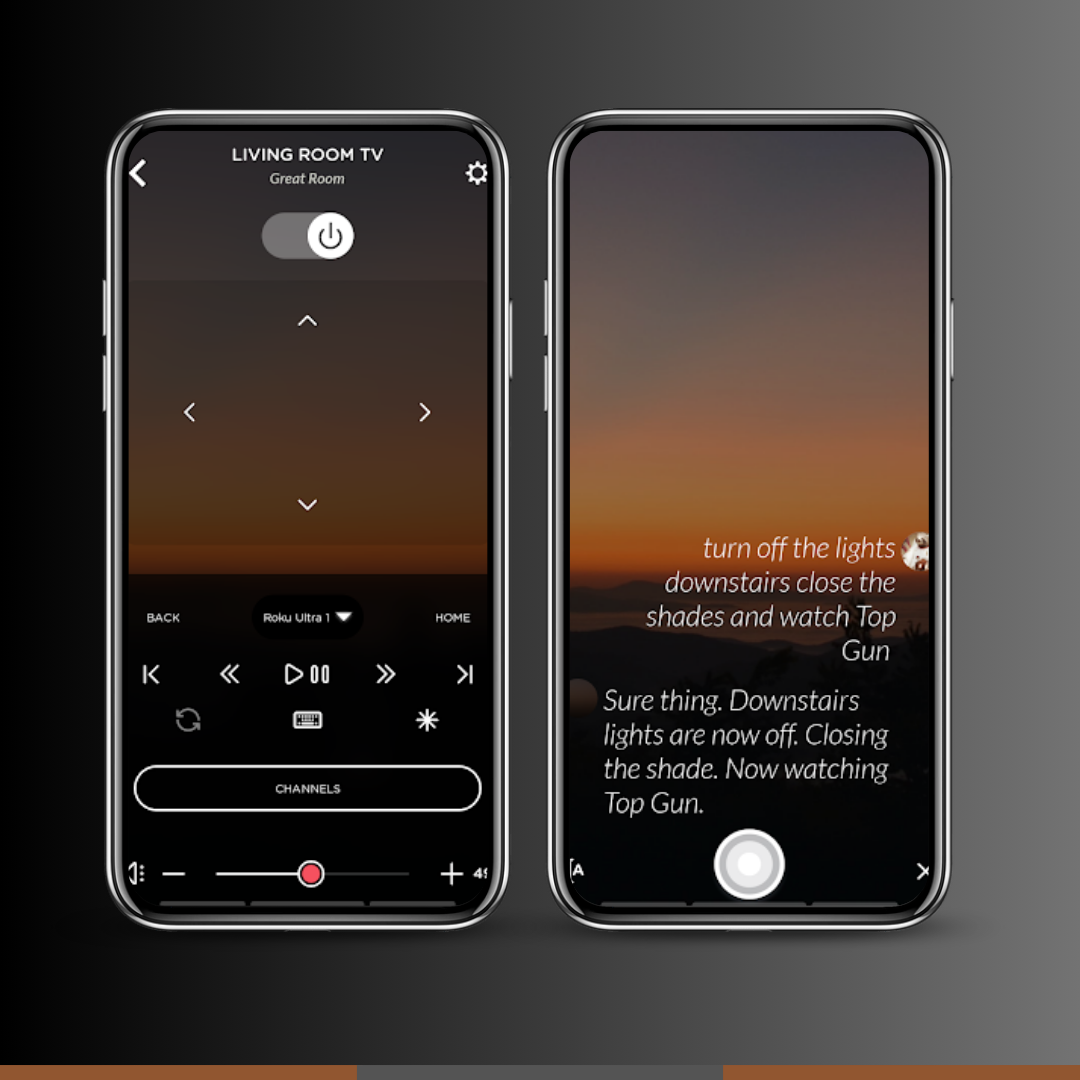 LIVING ROOM TV
Great Room
BACK
Roku Ultra 1
HOME
CHANNELS
turn off the lights
downstairs close the
shades and watch Top
Gun
Sure thing. Downstairs
lights are now off. Closing
the shade. Now watching
Top Gun.
A